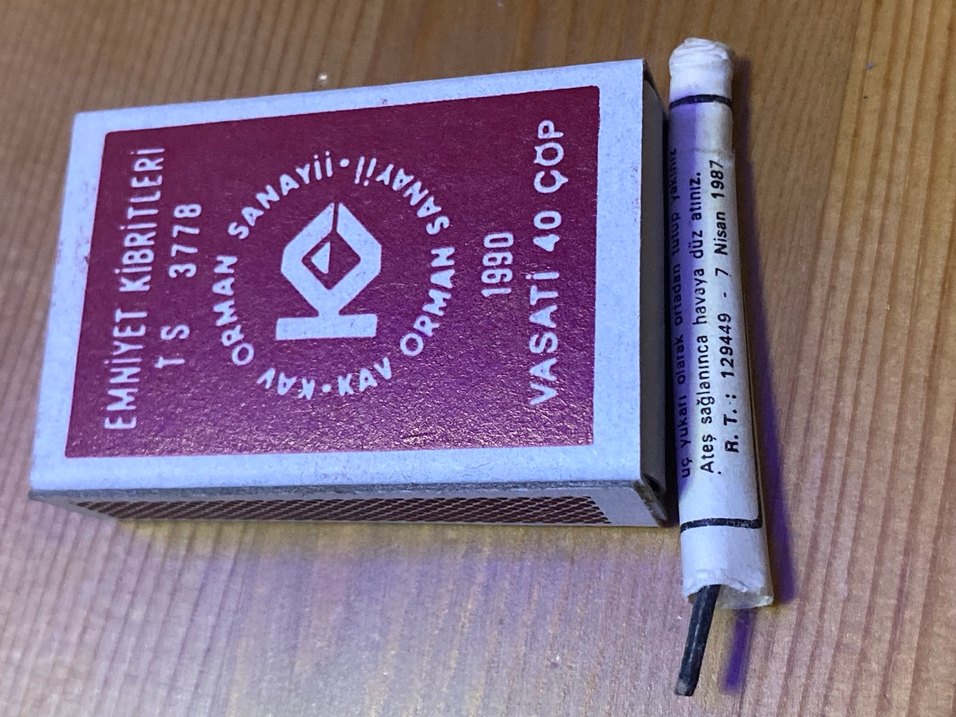 EMNİYET KİBRİTLERİ
TS 3778
KAV ORMAN SANAYİİ • KAV ORMAN SANAYİİ •
1990
VASATİ 40 ÇÖP
uç yukarı olarak ortadan tutup yakınız
Ateş sağlanınca havaya düz atınız.
R. T. : 129449 - 7 Nisan 1987